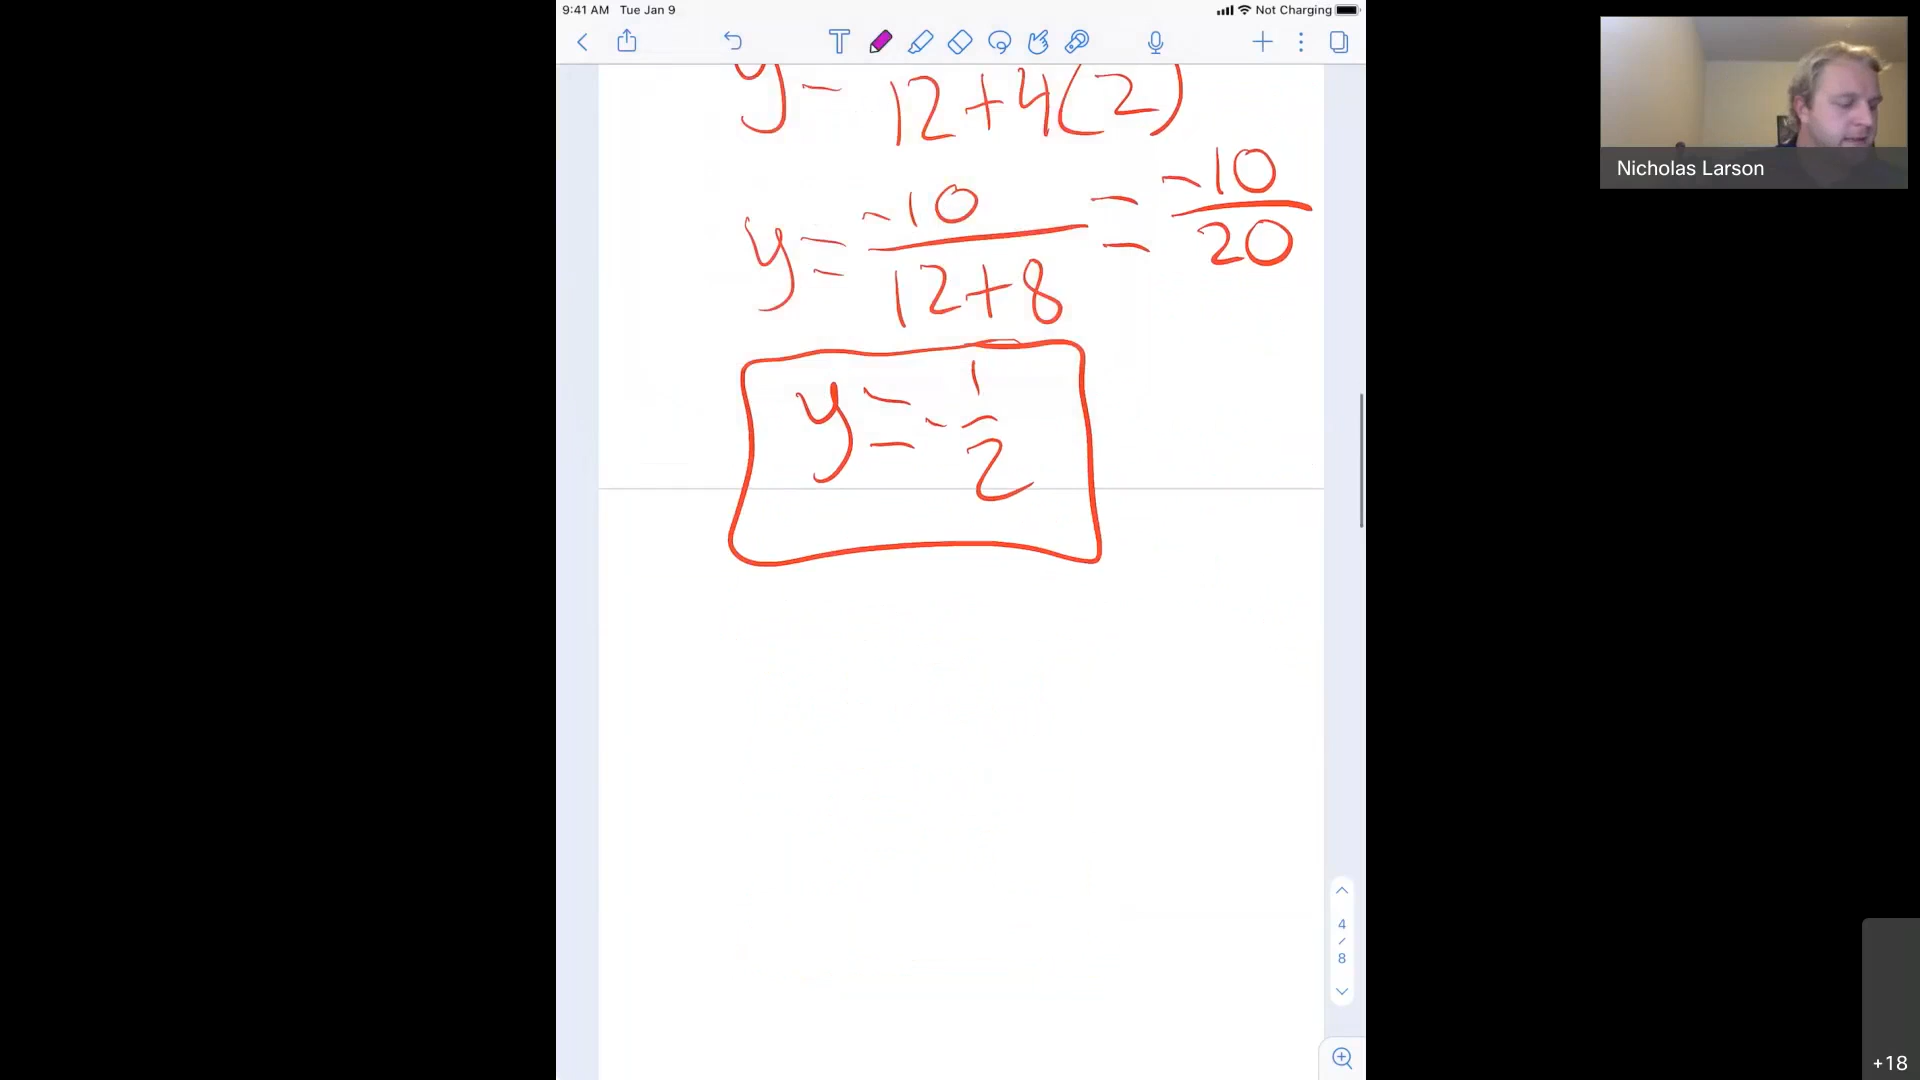 9:41 AM Tue Jan 9
Not Charging
y = 12+4(2)
y = -10/12+8 = -10/20
y = -1/2
4
/
8
Nicholas Larson
+18